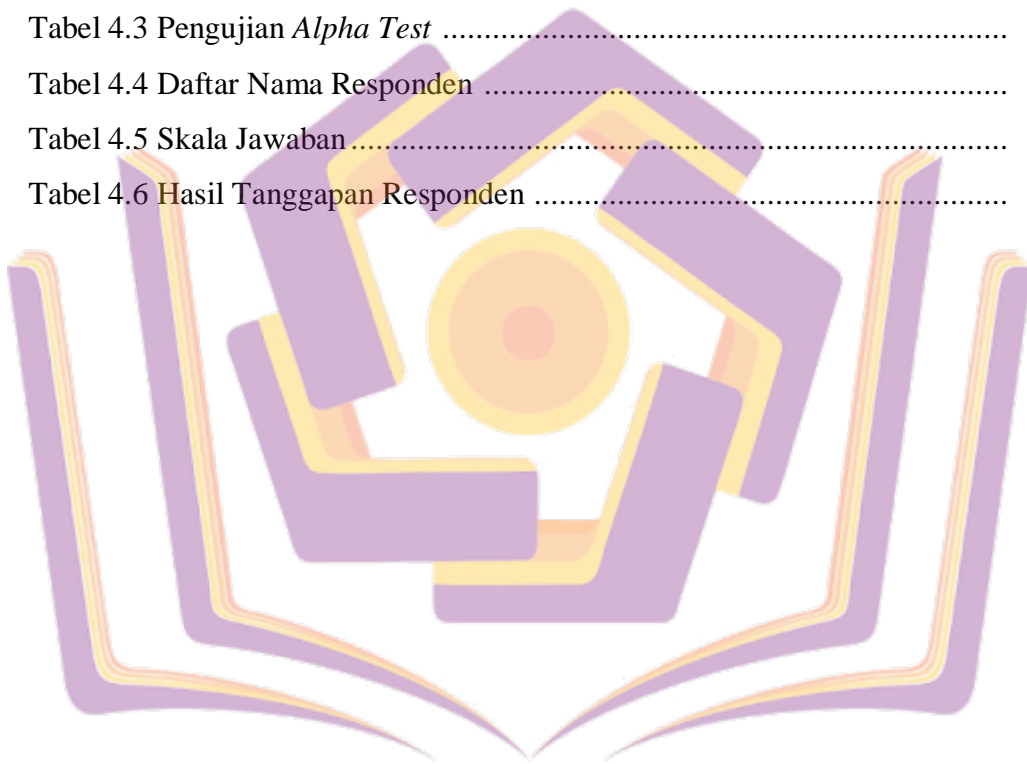 Tabel 4.3 Pengujian Alpha Test ....................................................................
Tabel 4.4 Daftar Nama Responden ...............................................................
Tabel 4.5 Skala Jawaban ...............................................................................
Tabel 4.6 Hasil Tanggapan Responden .........................................................